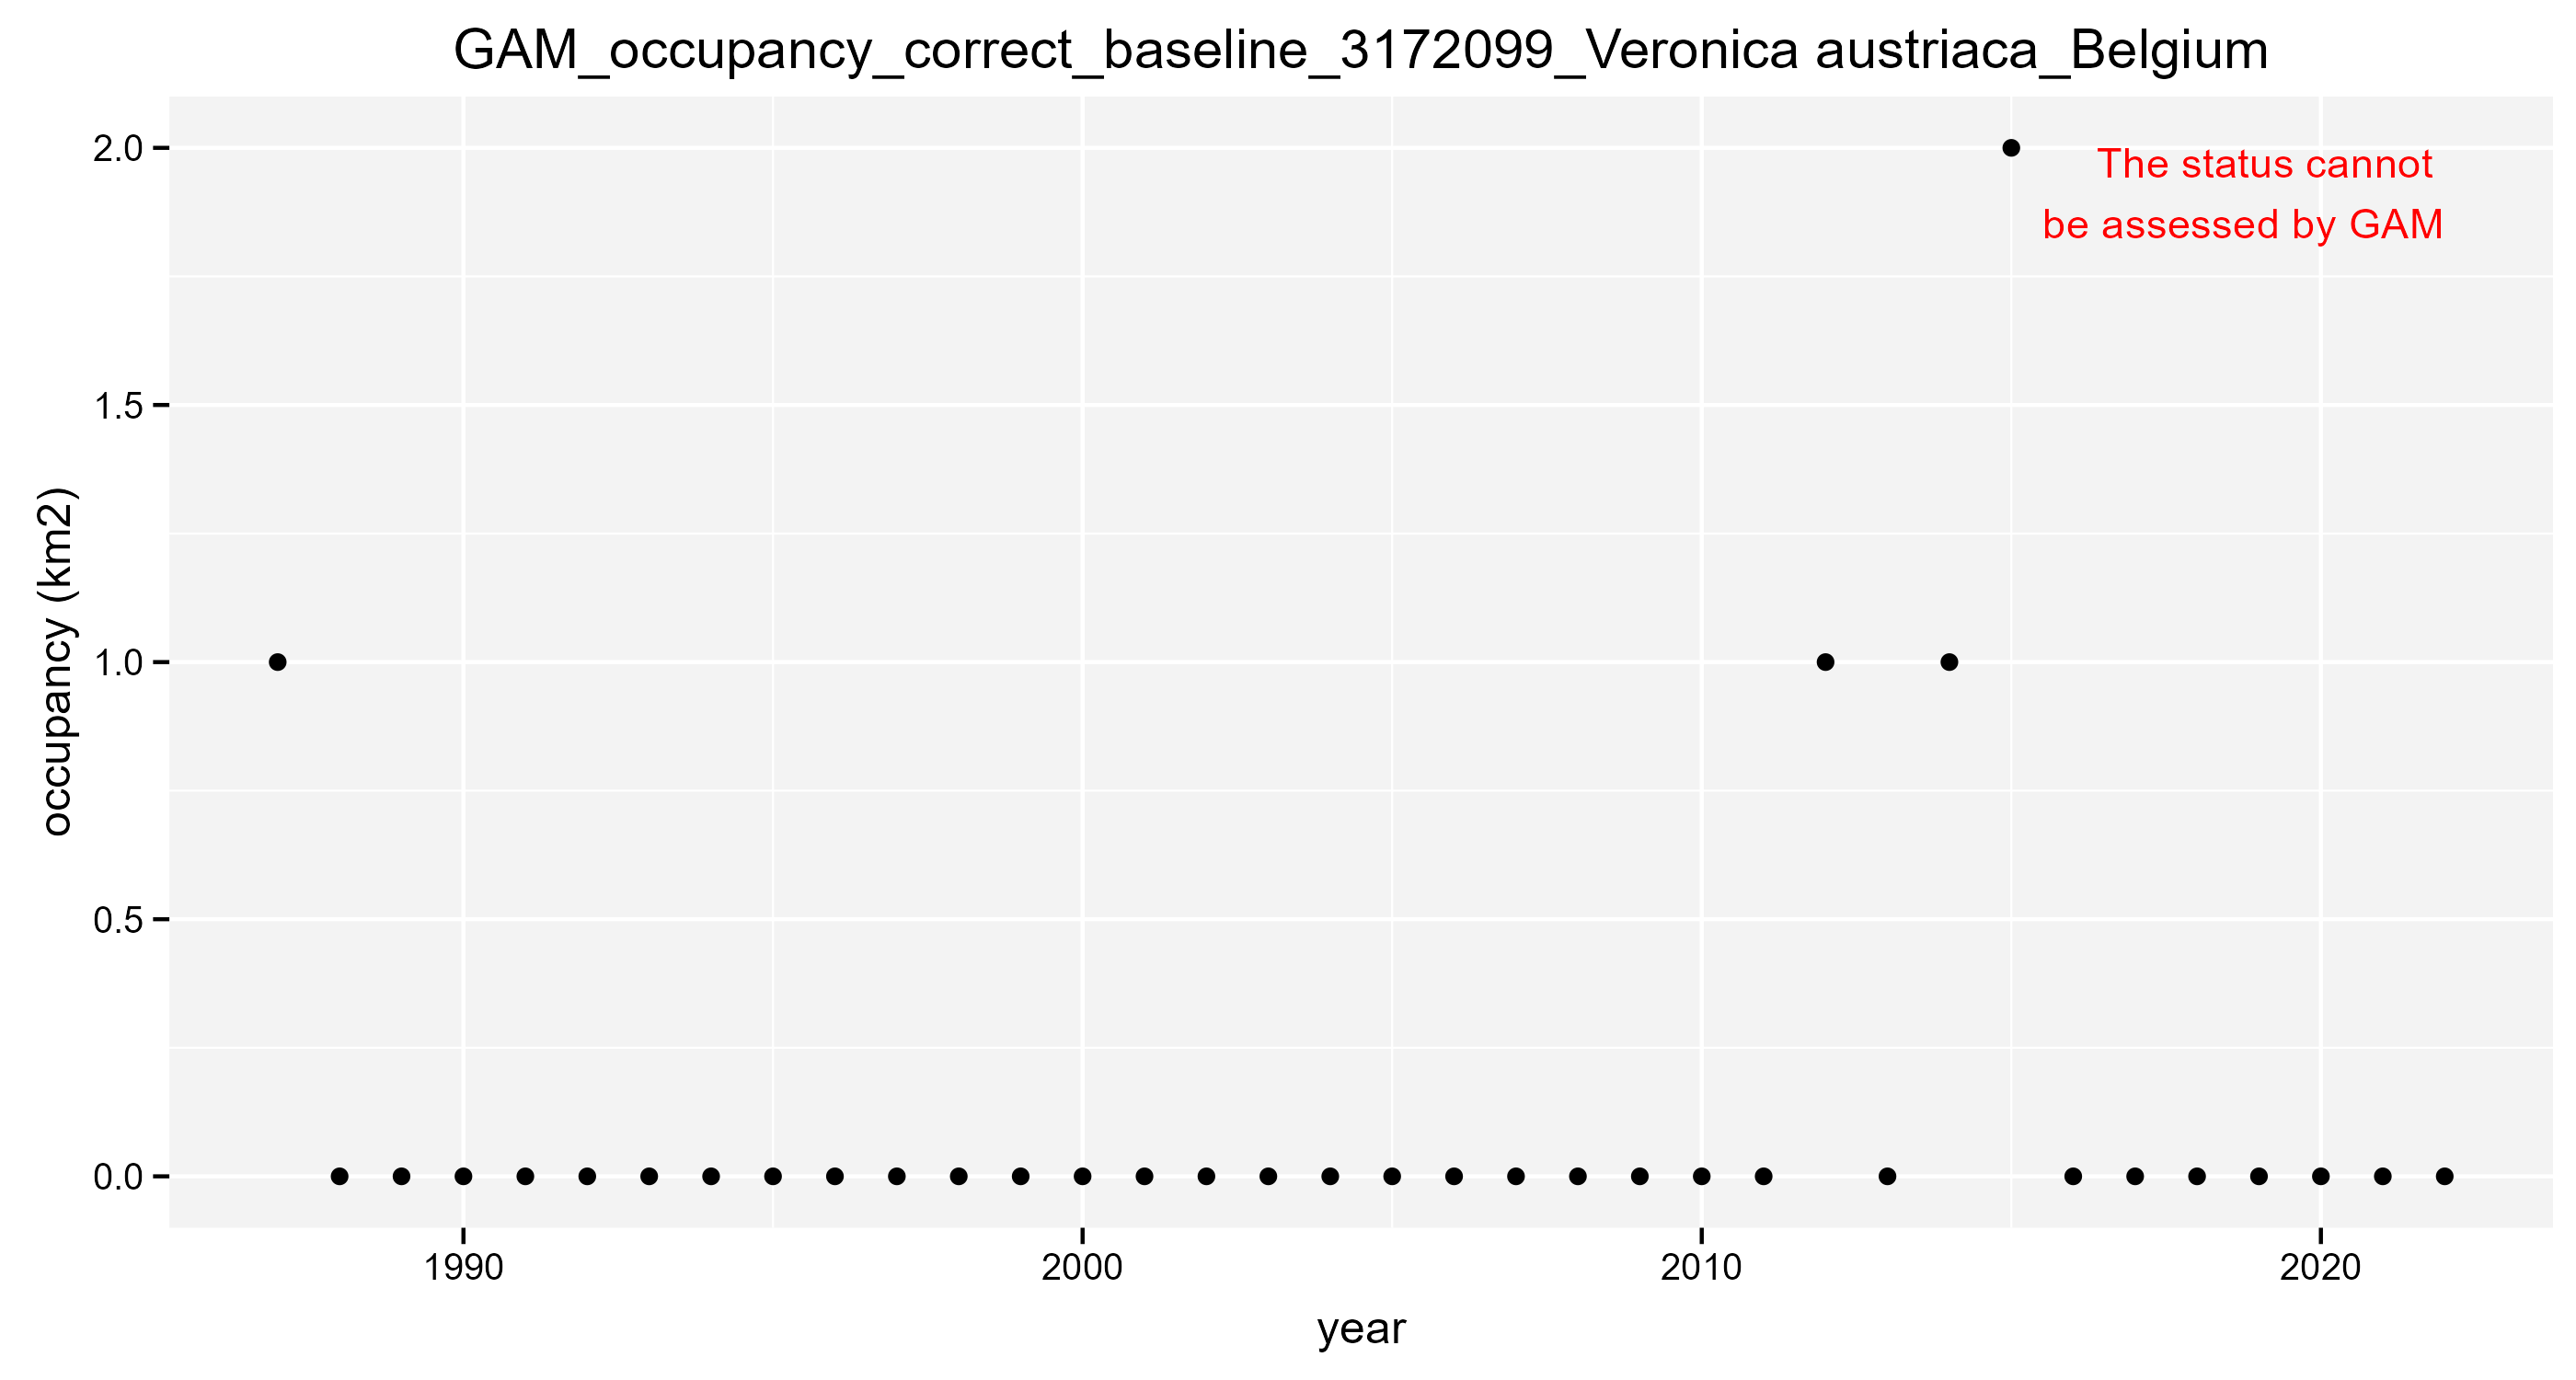 GAM_occupancy_correct_baseline_3172099_Veronica austriaca_Belgium
The status cannot
be assessed by GAM
occupancy (km2)
2.0
1.5
1.0
0.5
0.0
1990
2000
2010
2020
year